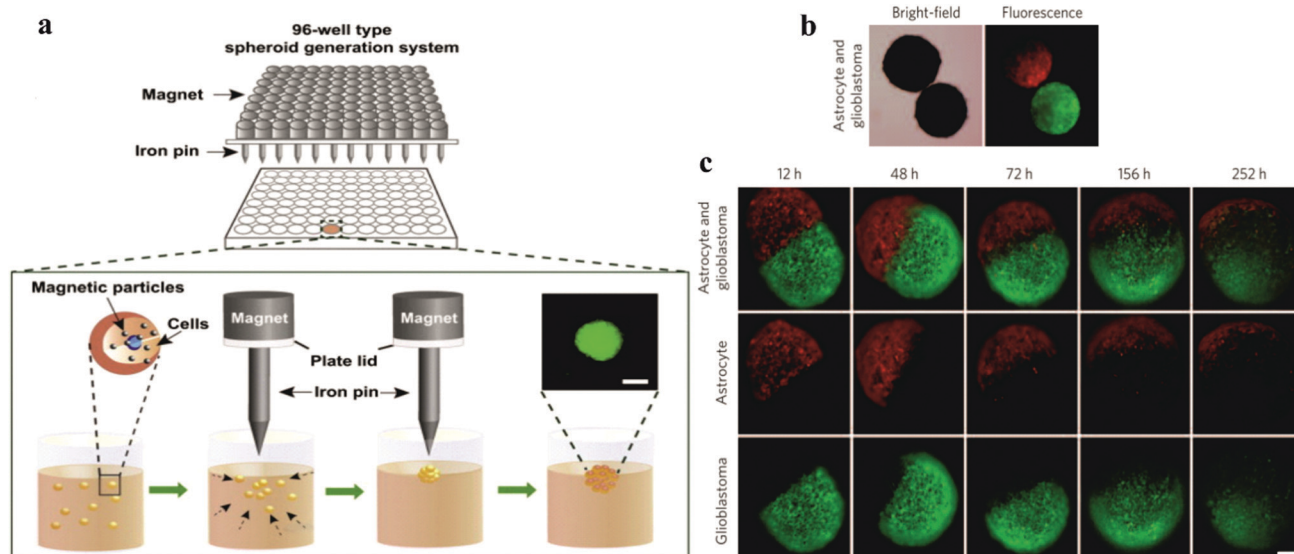 a
96-well type
spheroid generation system
Magnet
Iron pin
Magnetic particles
Cells
Magnet
Magnet
Plate lid
Iron pin
b
Bright-field
Fluorescence
Astrocyte and
glioblastoma
c
12 h
48 h
72 h
156 h
252 h
Astrocyte and
glioblastoma
Astrocyte
Glioblastoma